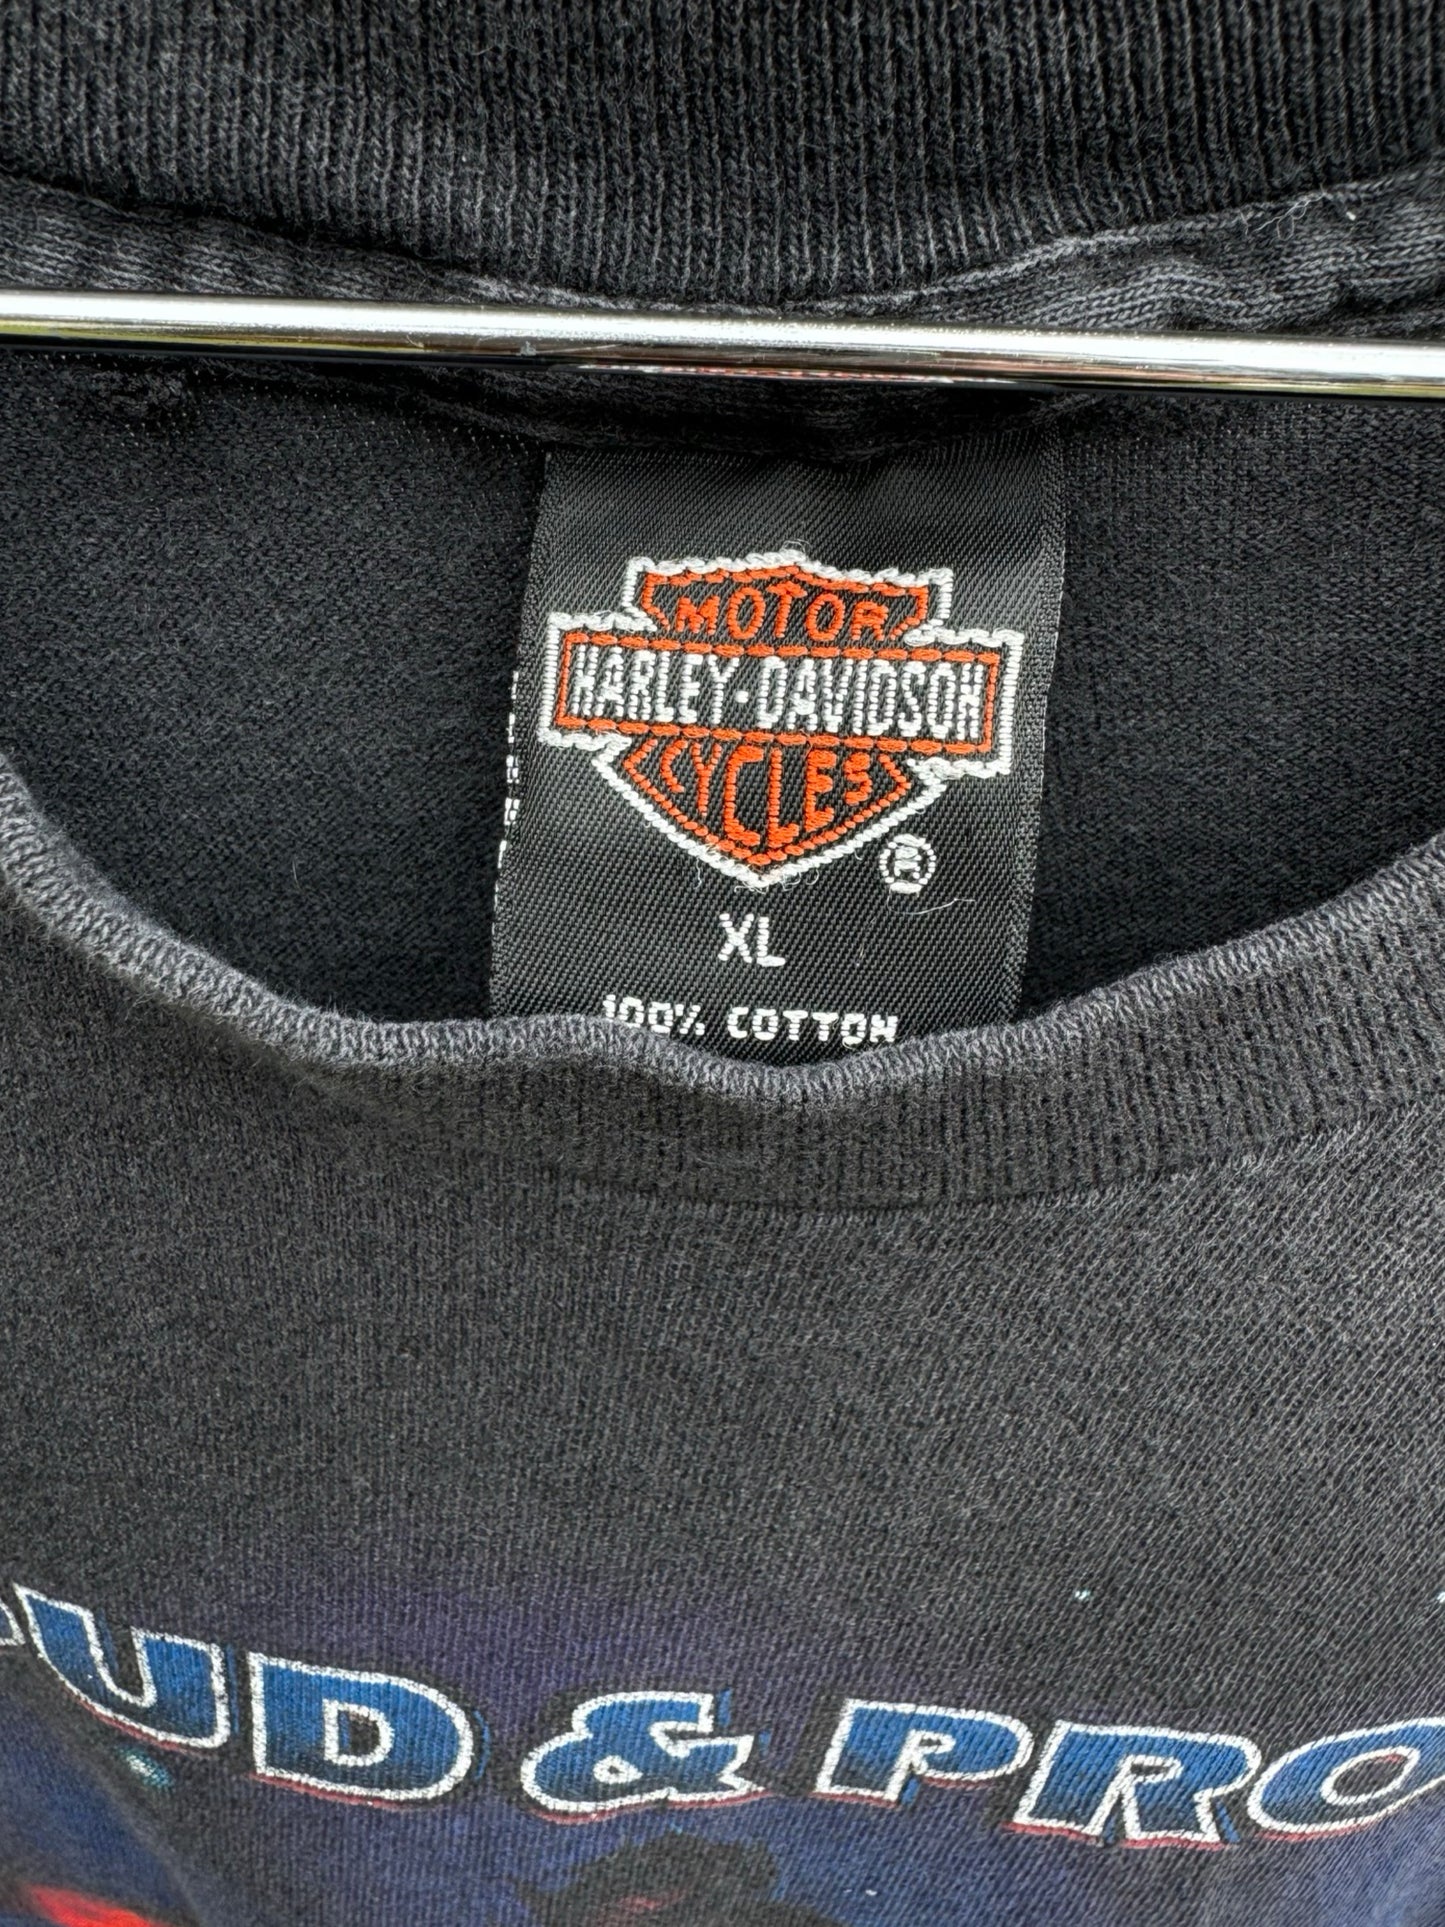 MOTOR
HARLEY-DAVIDSON
CYCLES
®
XL
100% COTTON
UD & PRO